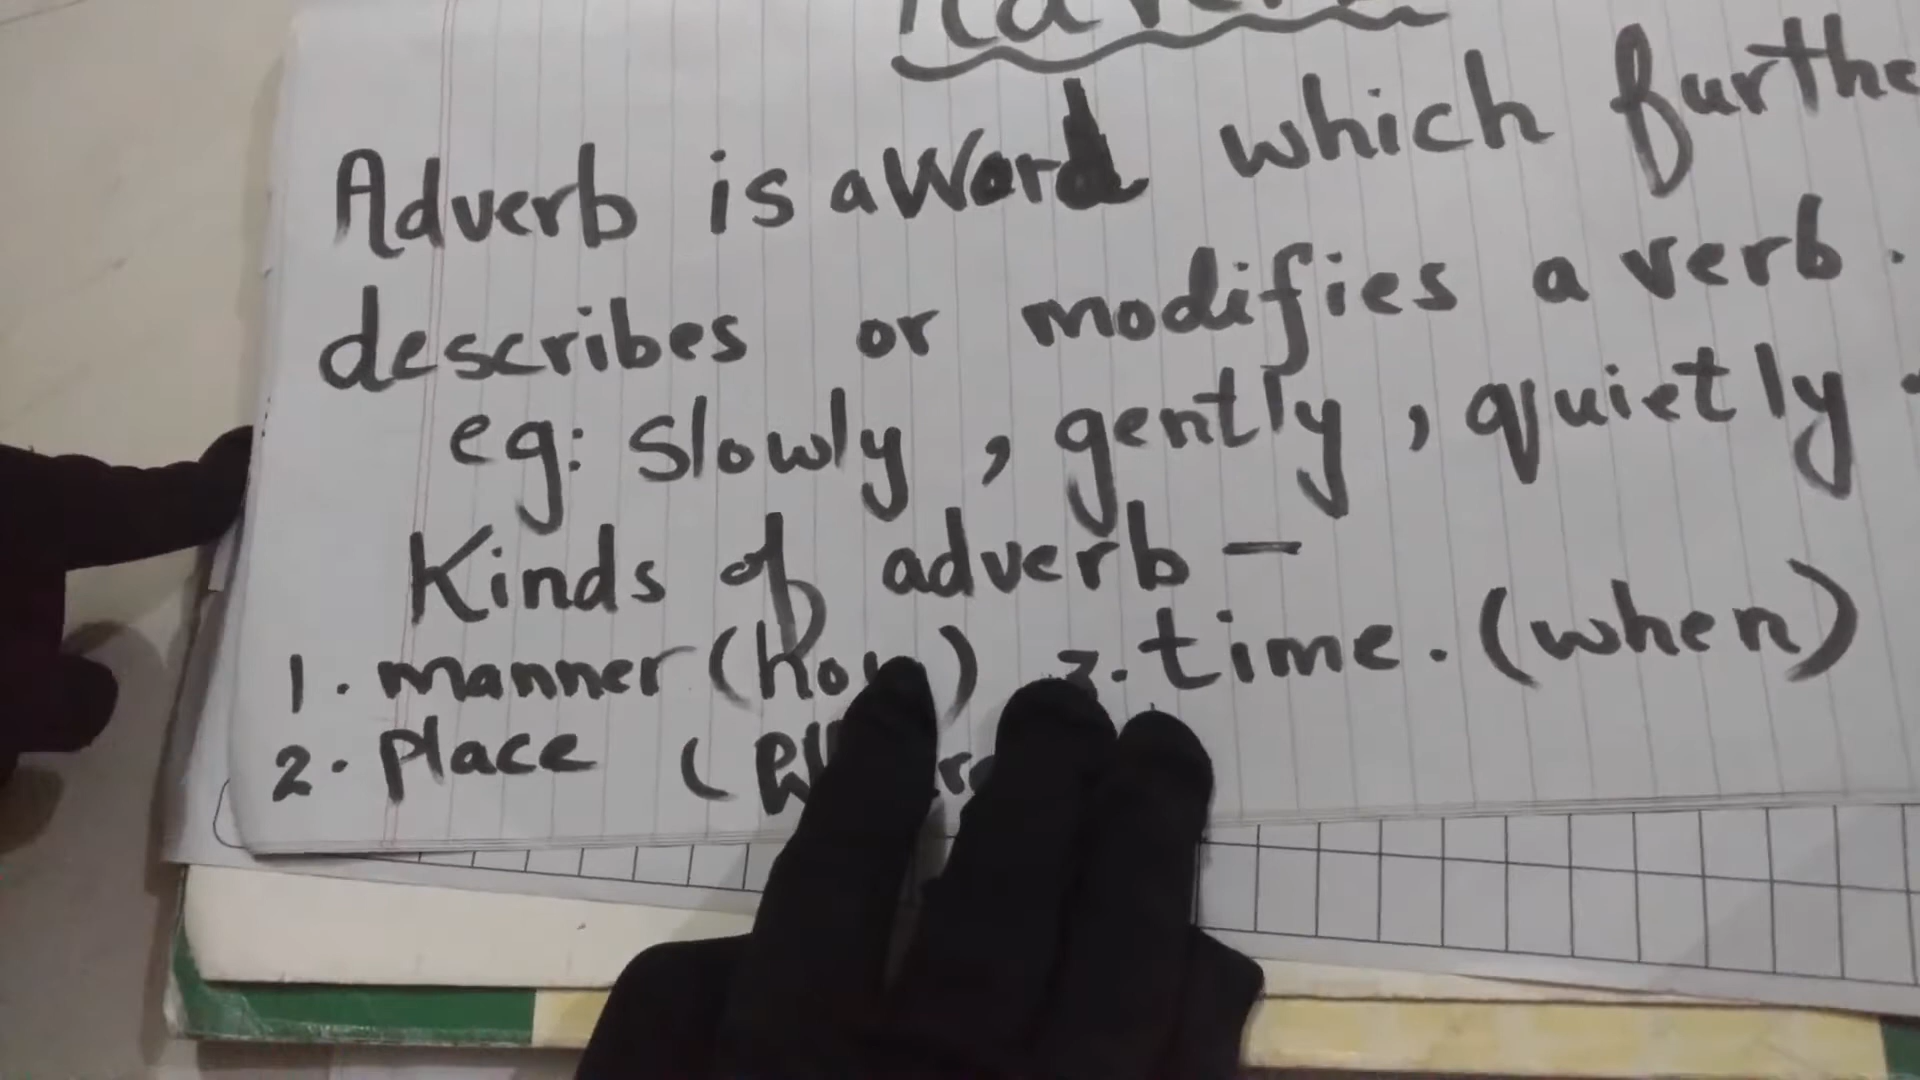 Adverb is a Word which furthe
describes or modifies a verb.
eg: Slowly, gently, quietly
Kinds of adverb -
1. manner (how) 3. time. (when)
2. Place (